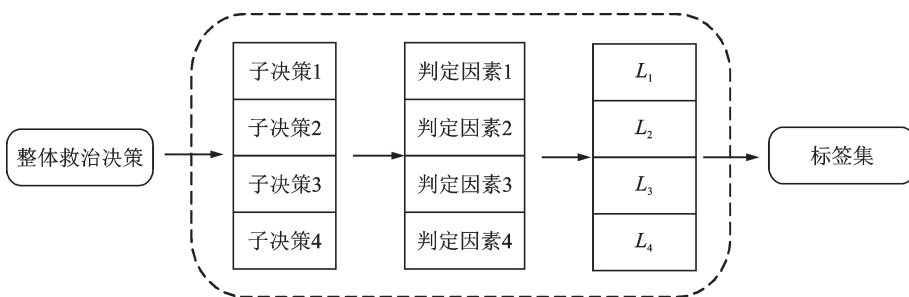 整体救治决策
子决策1
子决策2
子决策3
子决策4
判定因素1
判定因素2
判定因素3
判定因素4
L₁
L₂
L₃
L₄
标签集